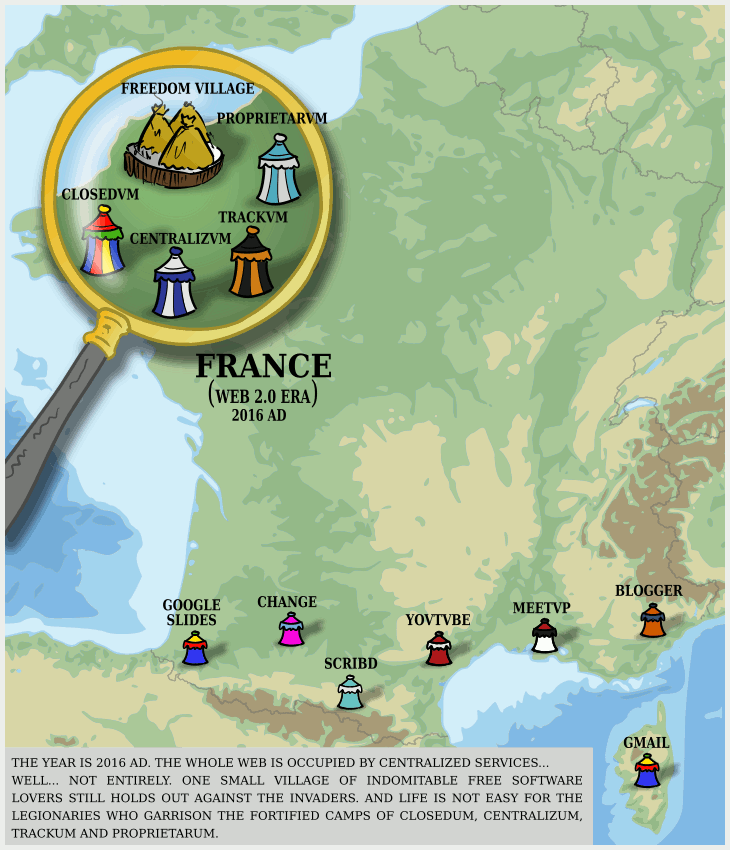 FREEDOM VILLAGE
PROPRIETARVM
CLOSEDVM
TRACKVM
CENTRALIZVM
FRANCE
(WEB 2.0 ERA)
2016 AD
GOOGLE
SLIDES
CHANGE
SCRIBD
YOVTVBE
MEETVP
BLOGGER
GMAIL
THE YEAR IS 2016 AD. THE WHOLE WEB IS OCCUPIED BY CENTRALIZED SERVICES...
WELL... NOT ENTIRELY. ONE SMALL VILLAGE OF INDOMITABLE FREE SOFTWARE
LOVERS STILL HOLDS OUT AGAINST THE INVADERS. AND LIFE IS NOT EASY FOR THE
LEGIONARIES WHO GARRISON THE FORTIFIED CAMPS OF CLOSEDUM, CENTRALIZUM,
TRACKUM AND PROPRIETARUM.